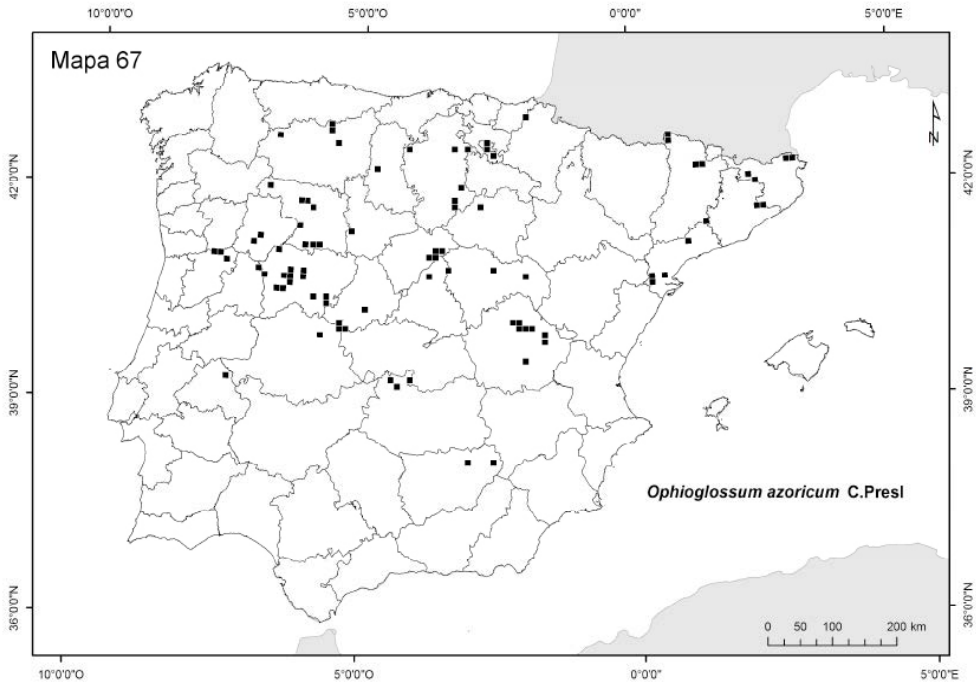 10°0'0"O 5°0'0"O 0°0'0" 5°0'0"E
Mapa 67
N
42°0'0"N 42°0'0"N
39°0'0"N 39°0'0"N
Ophioglossum azoricum C.Presl
36°0'0"N 36°0'0"N
0 50 100 200 km
10°0'0"O 5°0'0"O 0°0'0" 5°0'0"E